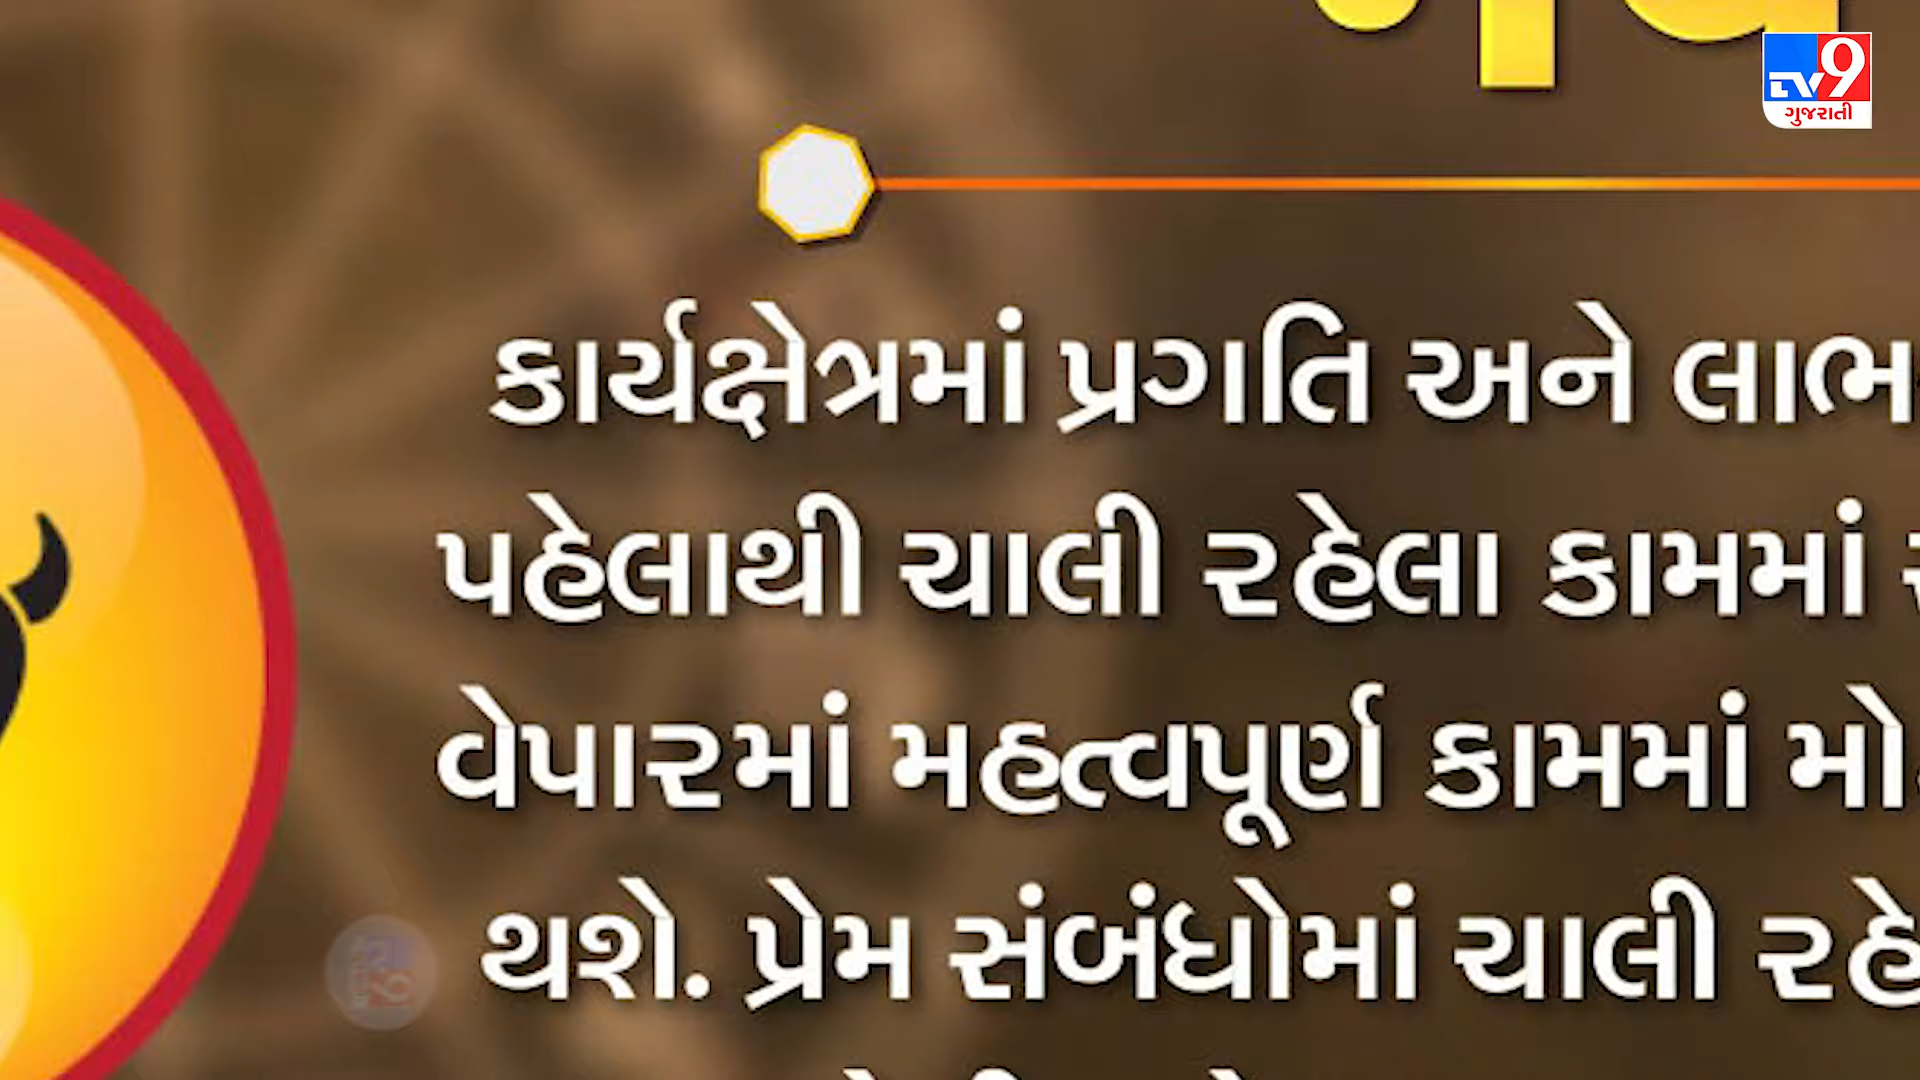 TV9
ગુજરાતી
કાર્યક્ષેત્રમાં પ્રગતિ અને લાભ
પહેલાથી ચાલી રહેલા કામમાં
વેપારમાં મહત્વપૂર્ણ કામમાં
થશે. પ્રેમ સંબંધોમાં ચાલી